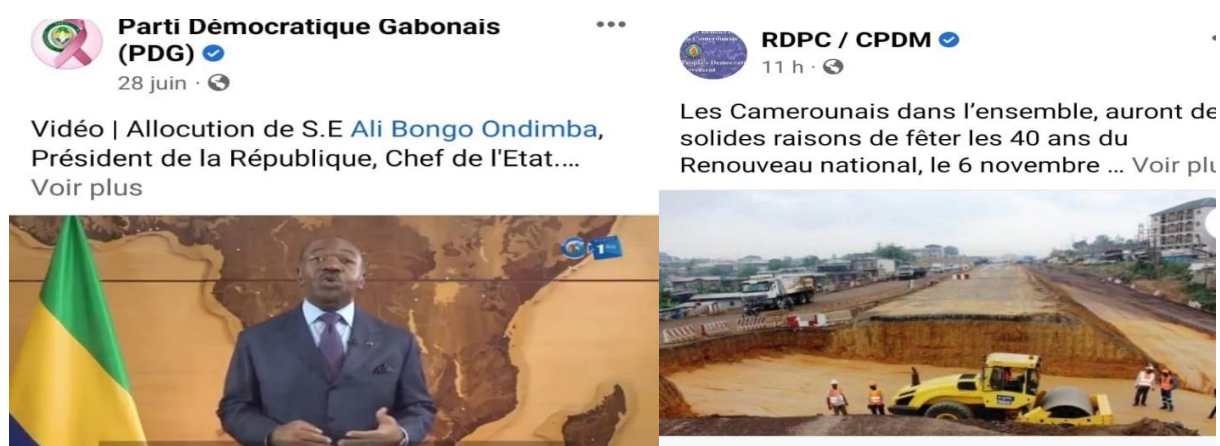 Parti Démocratique Gabonais
(PDG)
28 juin
Vidéo | Allocution de S.E Ali Bongo Ondimba,
Président de la République, Chef de l'Etat....
Voir plus
1
RDPC / CPDM
11 h
Les Camerounais dans l'ensemble, auront de
solides raisons de fêter les 40 ans du
Renouveau national, le 6 novembre ... Voir plu